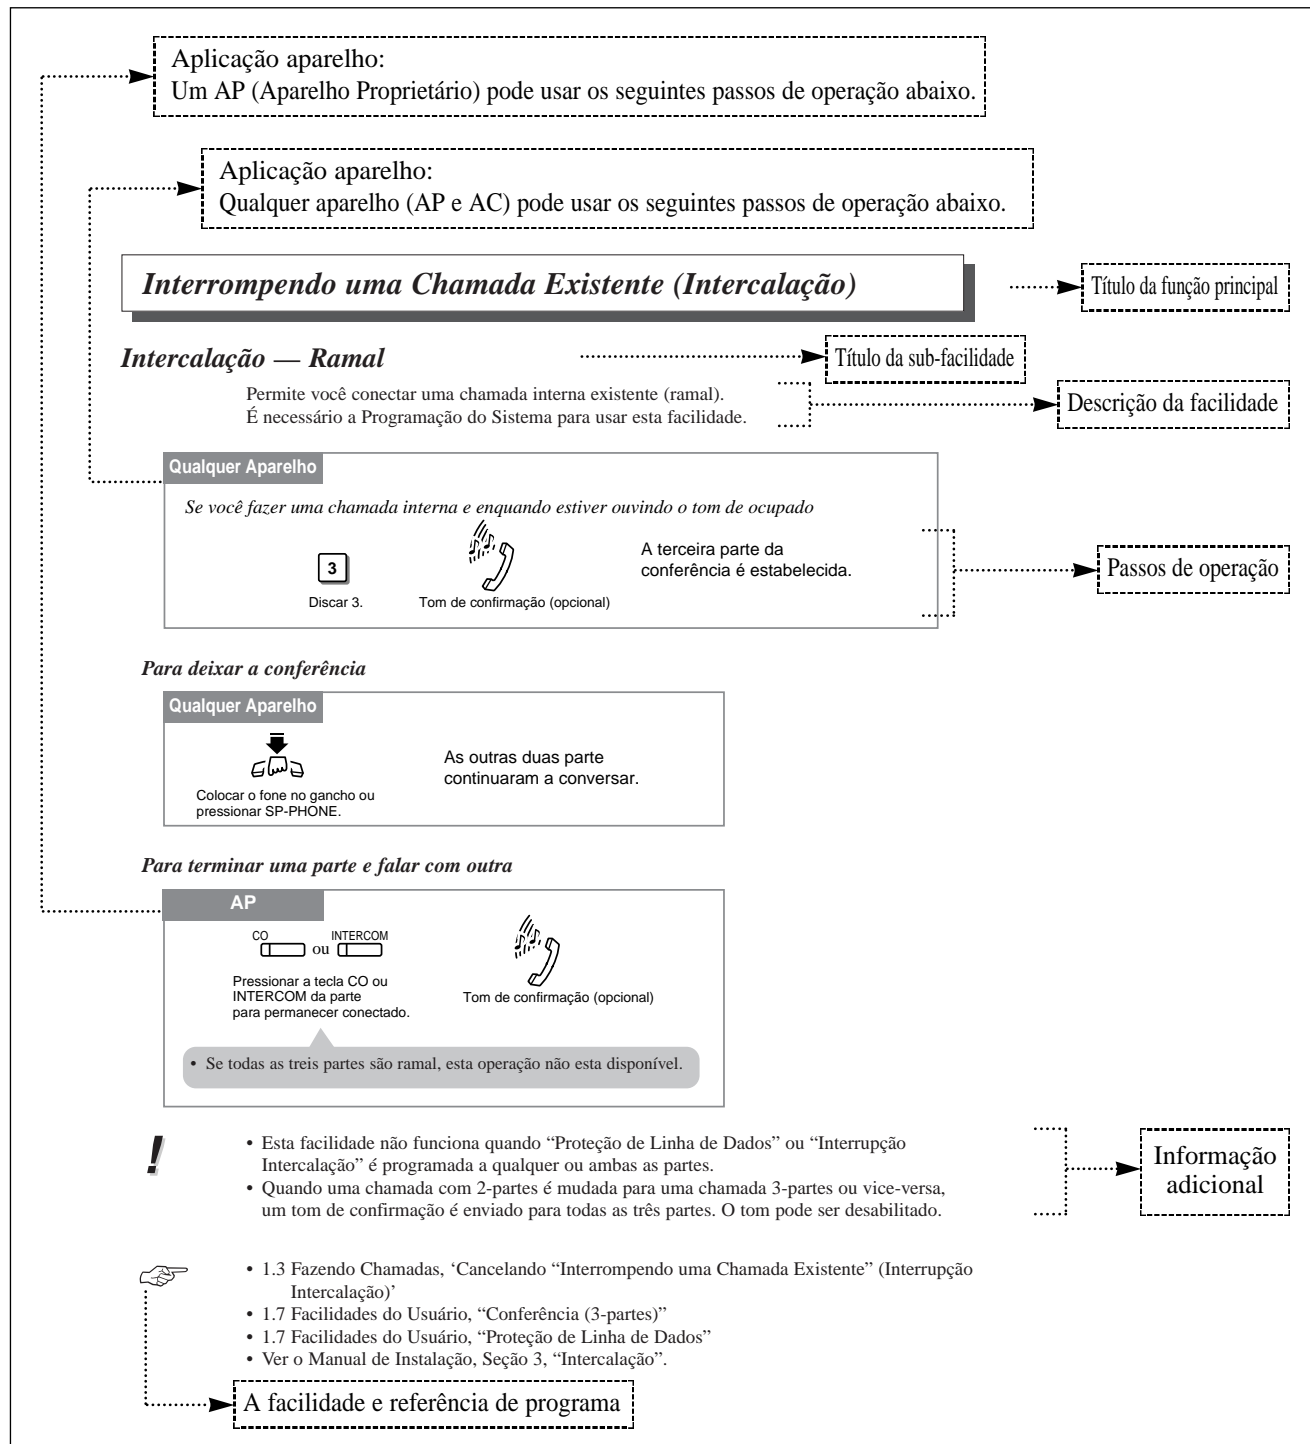 Aplicação aparelho:
Um AP (Aparelho Proprietário) pode usar os seguintes passos de operação abaixo.
Aplicação aparelho:
Qualquer aparelho (AP e AC) pode usar os seguintes passos de operação abaixo.
Interrompendo uma Chamada Existente (Intercalação)
Título da função principal
Intercalação — Ramal
Título da sub-facilidade
Permite você conectar uma chamada interna existente (ramal).
É necessário a Programação do Sistema para usar esta facilidade.
Descrição da facilidade
Qualquer Aparelho
Se você fazer uma chamada interna e enquando estiver ouvindo o tom de ocupado
3
Discar 3.
Tom de confirmação (opcional)
A terceira parte da
conferência é estabelecida.
Passos de operação
Para deixar a conferência
Qualquer Aparelho
Colocar o fone no gancho ou
pressionar SP-PHONE.
As outras duas parte
continuaram a conversar.
Para terminar uma parte e falar com outra
AP
CO ou INTERCOM
Pressionar a tecla CO ou
INTERCOM da parte
para permanecer conectado.
Tom de confirmação (opcional)
• Se todas as treis partes são ramal, esta operação não esta disponível.
!
• Esta facilidade não funciona quando “Proteção de Linha de Dados” ou “Interrupção
Intercalação” é programada a qualquer ou ambas as partes.
• Quando uma chamada com 2-partes é mudada para uma chamada 3-partes ou vice-versa,
um tom de confirmação é enviado para todas as três partes. O tom pode ser desabilitado.
Informação
adicional
• 1.3 Fazendo Chamadas, ‘Cancelando “Interrompendo uma Chamada Existente” (Interrupção
Intercalação)’
• 1.7 Facilidades do Usuário, “Conferência (3-partes)”
• 1.7 Facilidades do Usuário, “Proteção de Linha de Dados”
• Ver o Manual de Instalação, Seção 3, “Intercalação”.
A facilidade e referência de programa